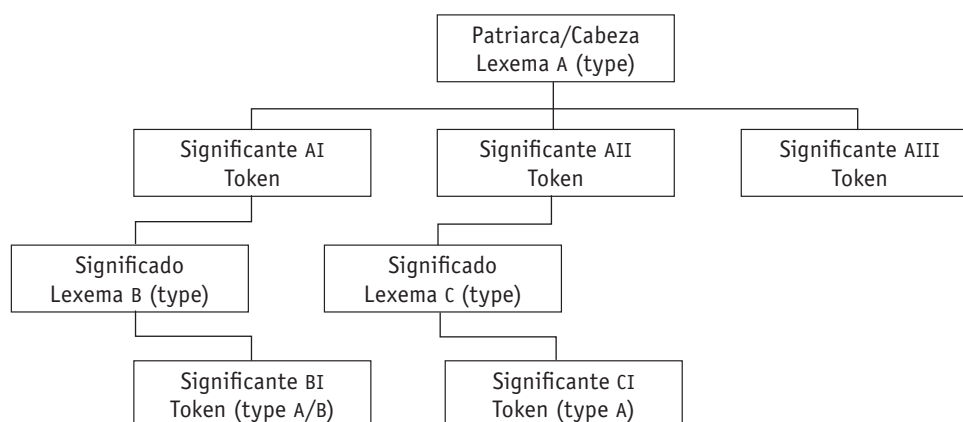 Patriarca/Cabeza
Lexema A (type)
Significante AI
Token
Significante AII
Token
Significante AIII
Token
Significado
Lexema B (type)
Significado
Lexema C (type)
Significante BI
Token (type A/B)
Significante CI
Token (type A)